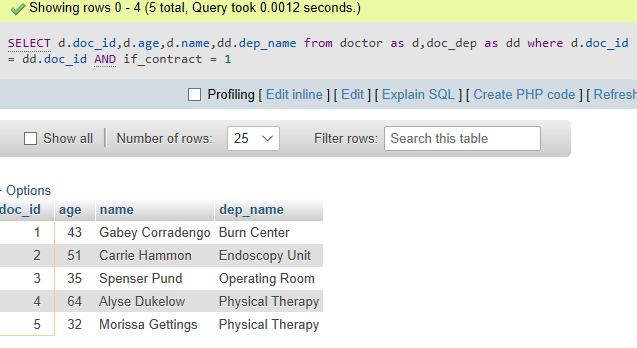 Showing rows 0 - 4 (5 total, Query took 0.0012 seconds.)
SELECT d.doc_id,d.age,d.name,dd.dep_name from doctor as d,doc_dep as dd where d.doc_id
= dd.doc_id AND if_contract = 1
Profiling [ Edit inline ] [ Edit ] [ Explain SQL ] [ Create PHP code ] [ Refresh
Show all Number of rows: 25 Filter rows: Search this table
Options
doc_id age name dep_name
1 43 Gabey Corradengo Burn Center
2 51 Carrie Hammon Endoscopy Unit
3 35 Spenser Pund Operating Room
4 64 Alyse Dukelow Physical Therapy
5 32 Morissa Gettings Physical Therapy